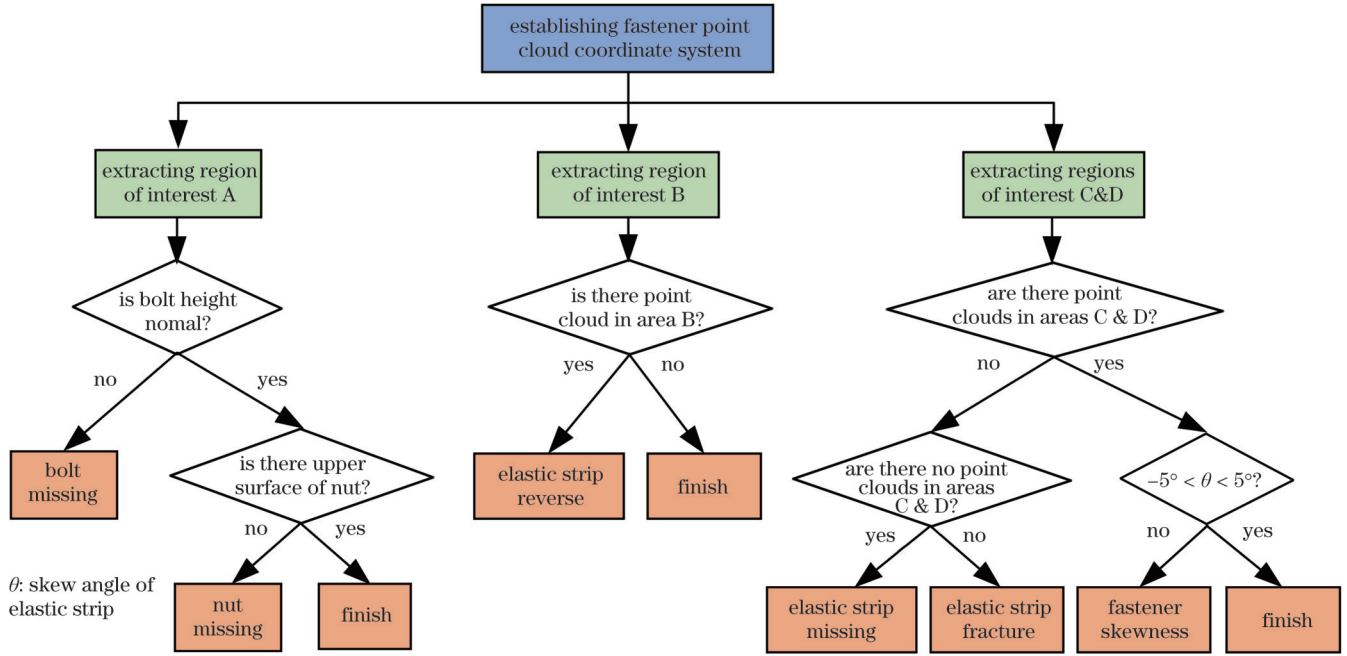 establishing fastener point
cloud coordinate system
extracting region
of interest A
extracting region
of interest B
extracting regions
of interest C&D
is bolt height
nomal?
is there point
cloud in area B?
are there point
clouds in areas C & D?
no
yes
yes
no
no
yes
bolt
missing
is there upper
surface of nut?
elastic strip
reverse
finish
are there no point
clouds in areas
C & D?
−5° < θ < 5°?
no
yes
yes
no
no
yes
θ: skew angle of
elastic strip
nut
missing
finish
elastic strip
missing
elastic strip
fracture
fastener
skewness
finish